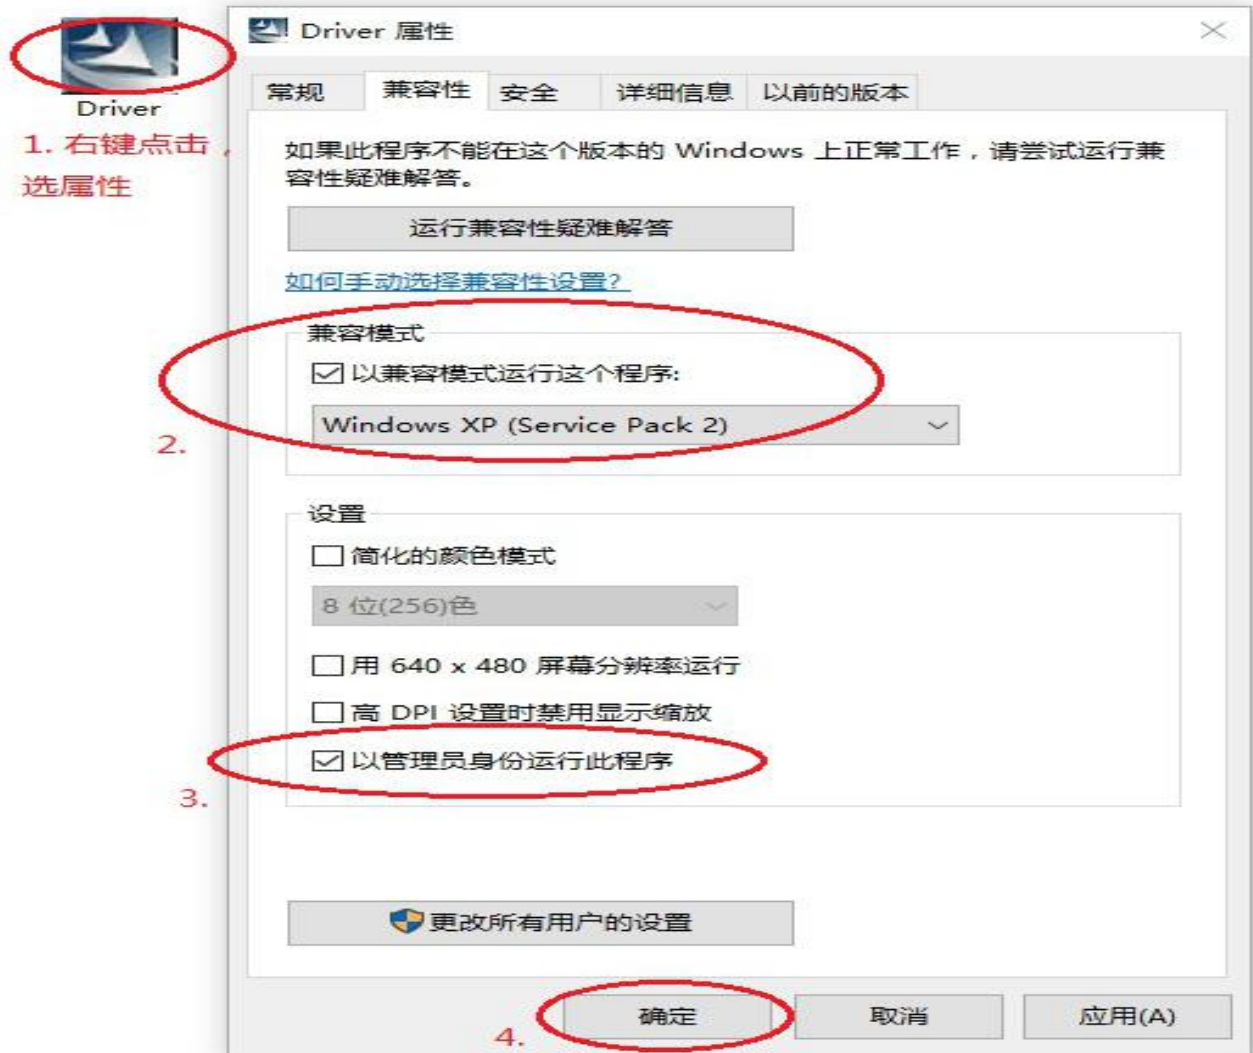 Driver
1. 右键点击，
选属性
Driver 属性
常规 兼容性 安全 详细信息 以前的版本
如果此程序不能在这个版本的 Windows 上正常工作，请尝试运行兼
容性疑难解答。
运行兼容性疑难解答
如何手动选择兼容性设置?
兼容模式
以兼容模式运行这个程序:
Windows XP (Service Pack 2)
2.
设置
简化的颜色模式
8 位(256)色
用 640 x 480 屏幕分辨率运行
高 DPI 设置时禁用显示缩放
以管理员身份运行此程序
3.
更改所有用户的设置
4.
确定 取消 应用(A)